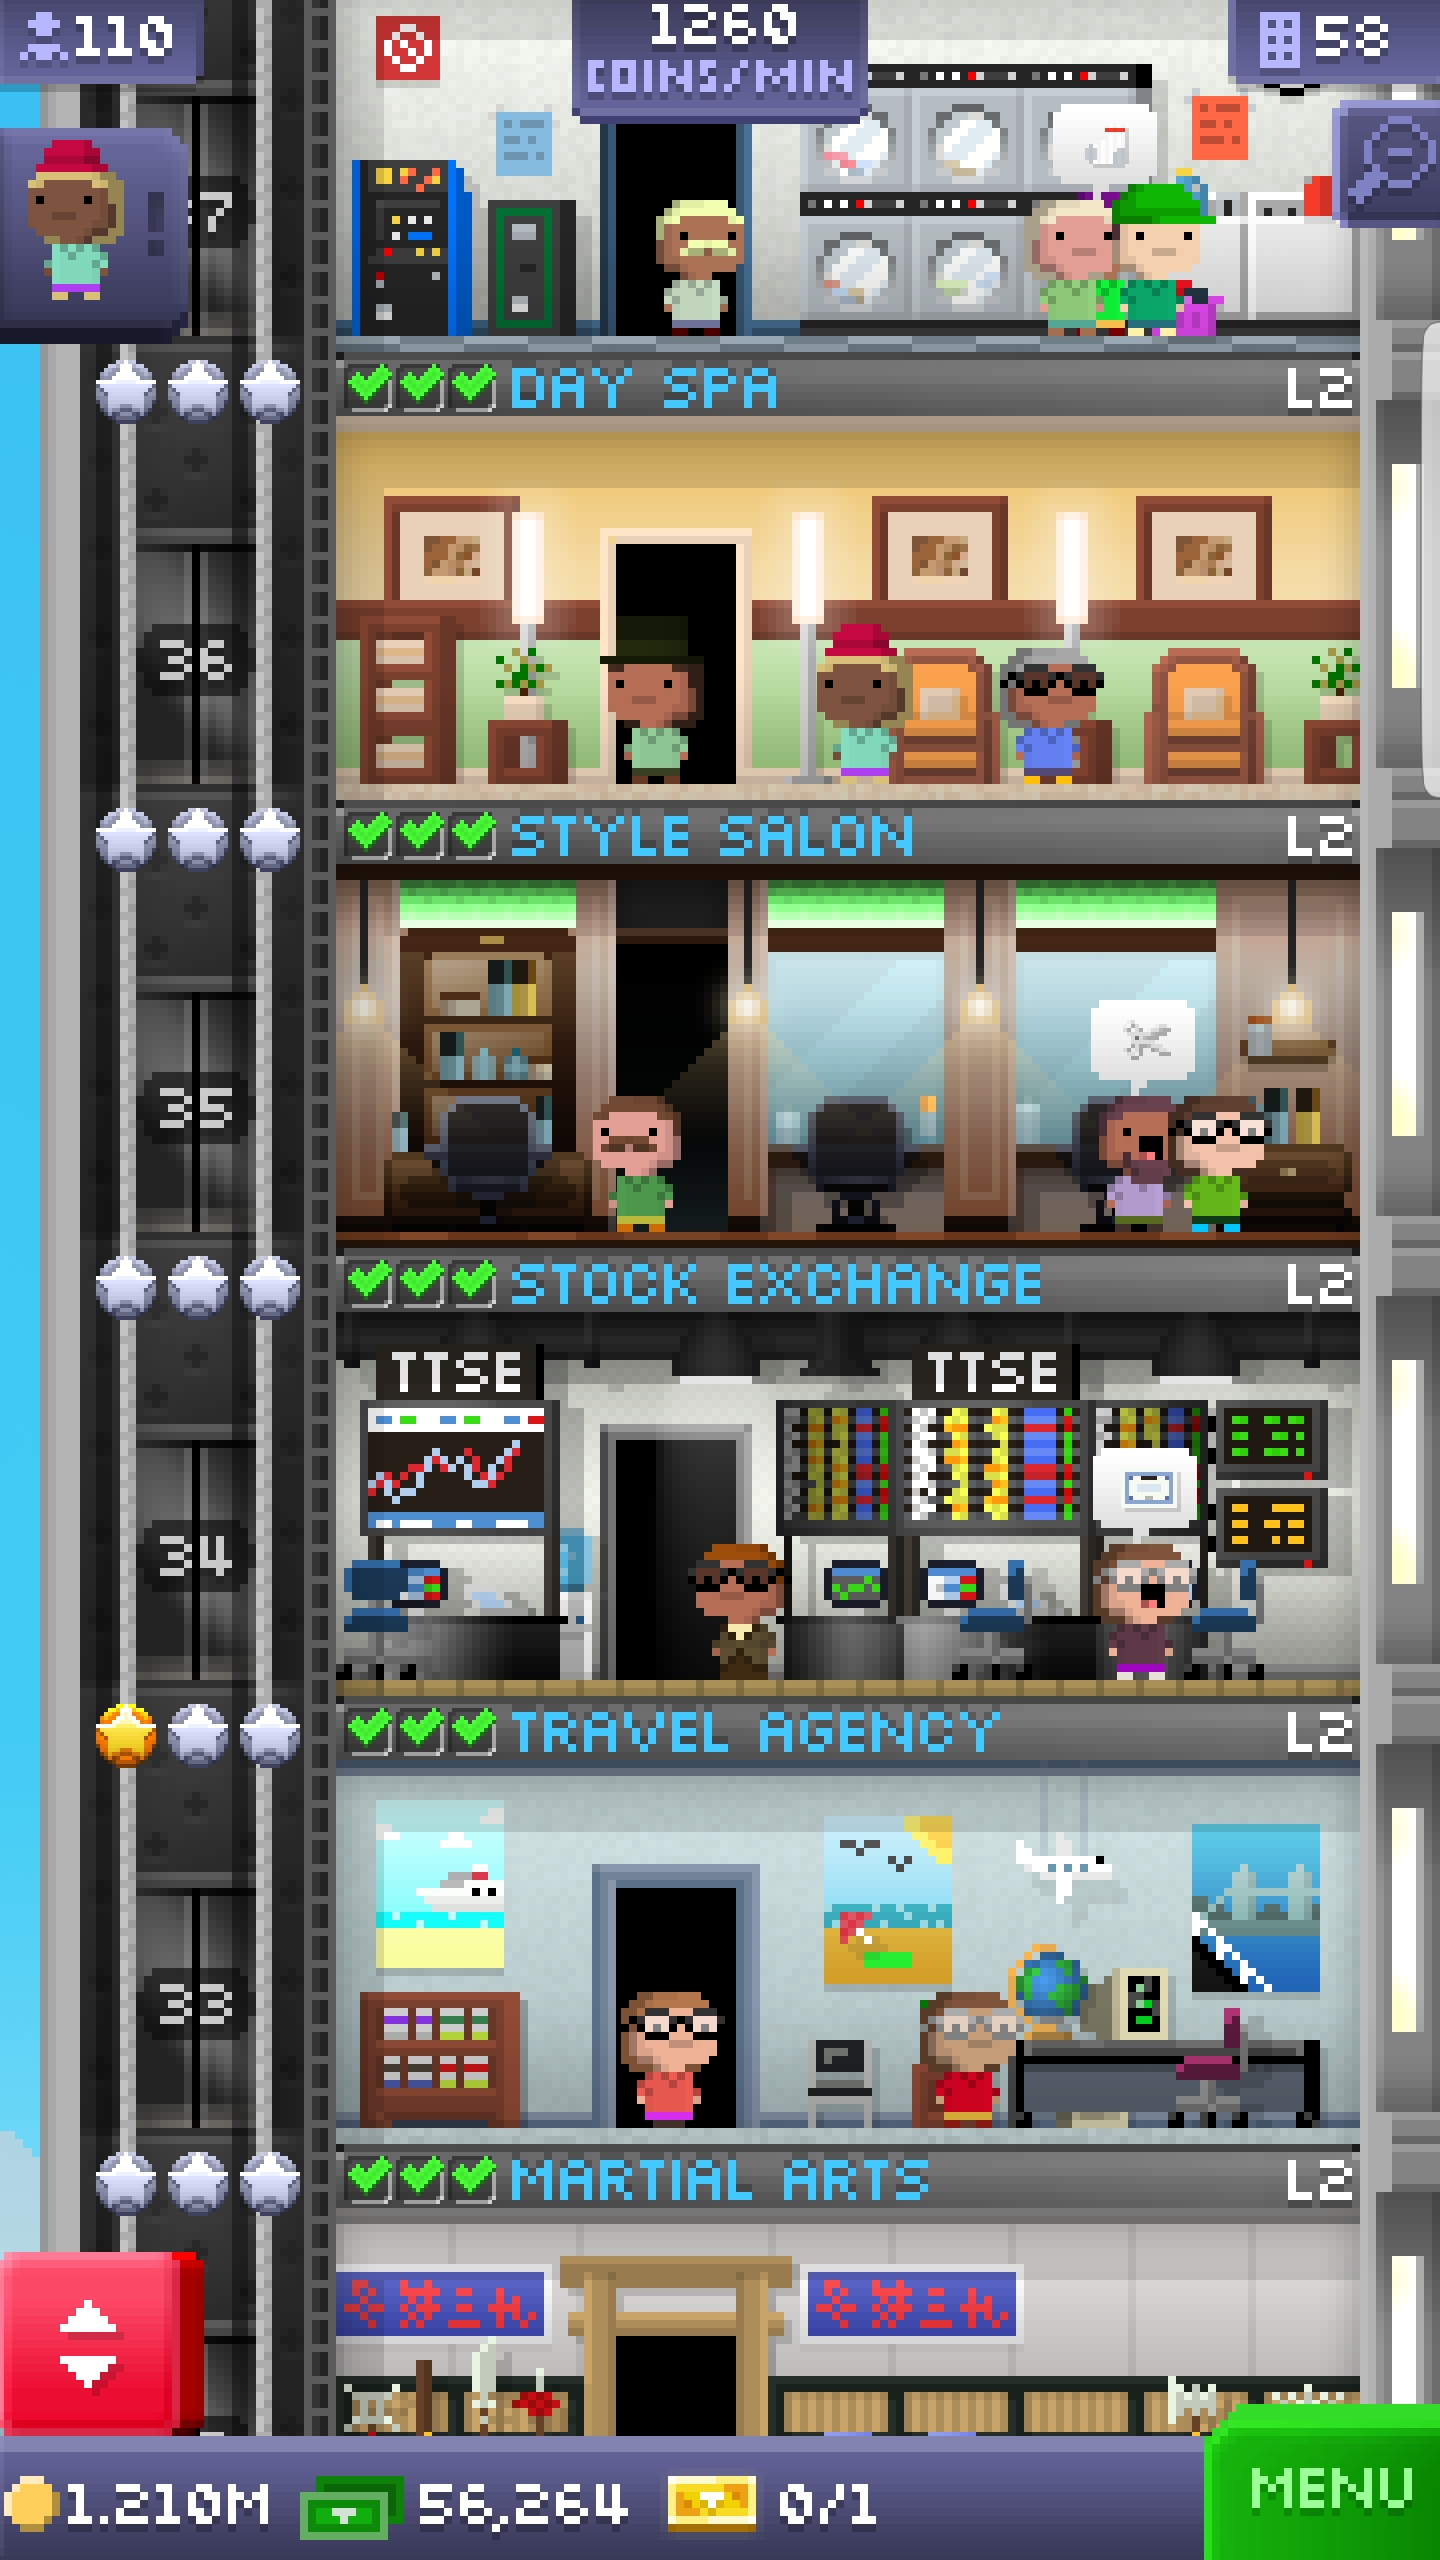 110
1260
COINS/MIN
58
!
7
DAY SPA L2
36
STYLE SALON L2
35
STOCK EXCHANGE L2
TTSE TTSE
34
TRAVEL AGENCY L2
33
MARTIAL ARTS L2
1.210M 56,264 0/1
MENU